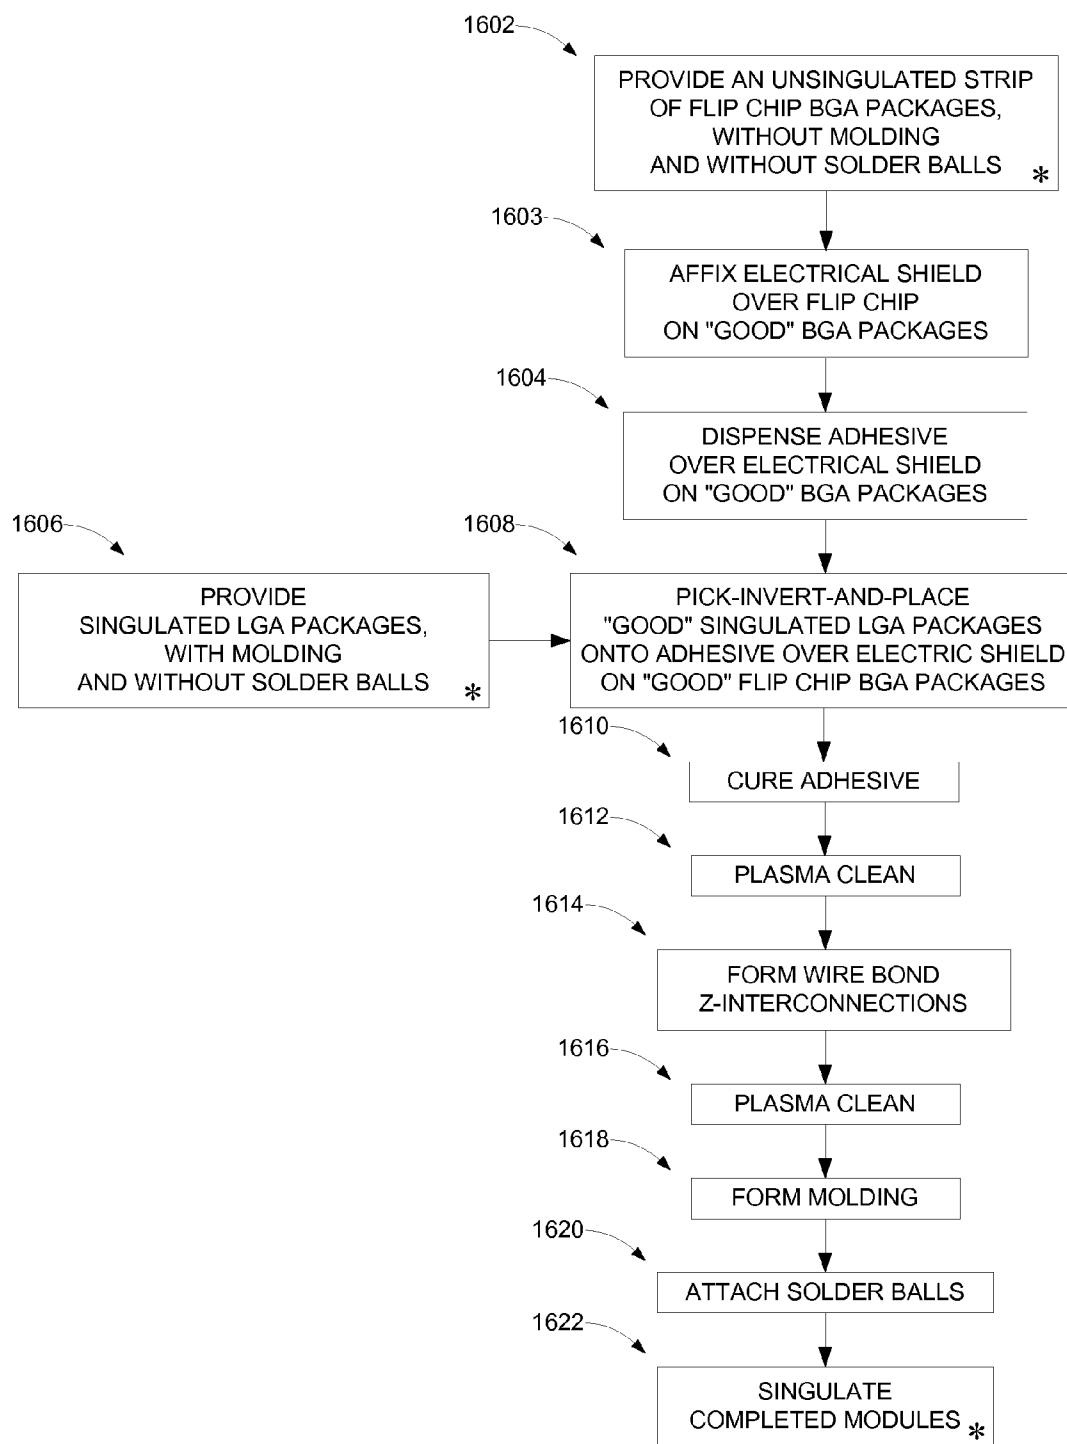 1602
PROVIDE AN UNSINGULATED STRIP
OF FLIP CHIP BGA PACKAGES,
WITHOUT MOLDING
AND WITHOUT SOLDER BALLS *
1603
AFFIX ELECTRICAL SHIELD
OVER FLIP CHIP
ON "GOOD" BGA PACKAGES
1604
DISPENSE ADHESIVE
OVER ELECTRICAL SHIELD
ON "GOOD" BGA PACKAGES
1606
PROVIDE
SINGULATED LGA PACKAGES,
WITH MOLDING
AND WITHOUT SOLDER BALLS *
1608
PICK-INVERT-AND-PLACE
"GOOD" SINGULATED LGA PACKAGES
ONTO ADHESIVE OVER ELECTRIC SHIELD
ON "GOOD" FLIP CHIP BGA PACKAGES
1610
CURE ADHESIVE
1612
PLASMA CLEAN
1614
FORM WIRE BOND
Z-INTERCONNECTIONS
1616
PLASMA CLEAN
1618
FORM MOLDING
1620
ATTACH SOLDER BALLS
1622
SINGULATE
COMPLETED MODULES *